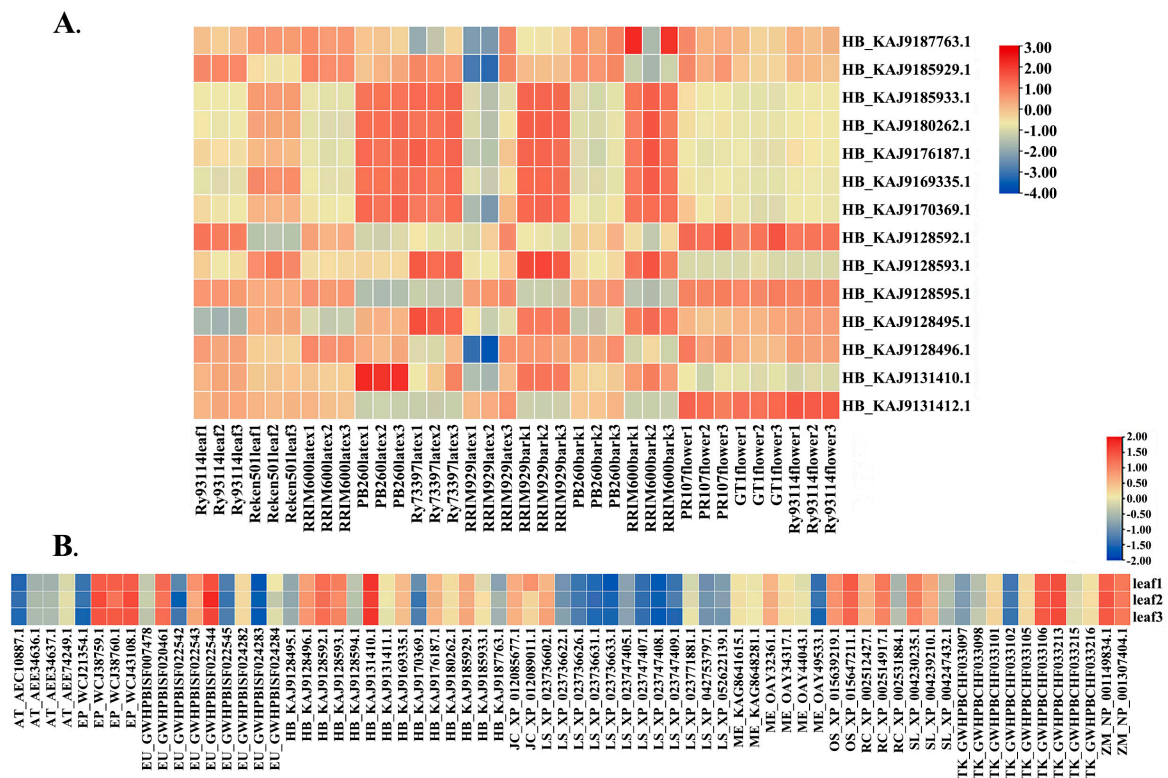 A.
HB_KAJ9187763.1
HB_KAJ9185929.1
HB_KAJ9185933.1
HB_KAJ9180262.1
HB_KAJ9176187.1
HB_KAJ9169335.1
HB_KAJ9170369.1
HB_KAJ9128592.1
HB_KAJ9128593.1
HB_KAJ9128595.1
HB_KAJ9128495.1
HB_KAJ9128496.1
HB_KAJ9131410.1
HB_KAJ9131412.1
3.00
2.00
1.00
0.00
-1.00
-2.00
-3.00
-4.00
Ry93114leaf1
Ry93114leaf2
Ry93114leaf3
Reken501leaf1
Reken501leaf2
Reken501leaf3
RRIM600latex1
RRIM600latex2
RRIM600latex3
PB260latex1
PB260latex2
PB260latex3
Ry73397latex1
Ry73397latex2
Ry73397latex3
RRIM929latex1
RRIM929latex2
RRIM929latex3
RRIM929bark1
RRIM929bark2
RRIM929bark3
PB260bark1
PB260bark2
PB260bark3
RRIM600bark1
RRIM600bark2
RRIM600bark3
PR107flower1
PR107flower2
PR107flower3
GT1flower1
GT1flower2
GT1flower3
Ry93114flower1
Ry93114flower2
Ry93114flower3
2.00
1.50
1.00
0.50
0.00
-0.50
-1.00
-1.50
-2.00
B.
leaf1
leaf2
leaf3
AT_AEC10887.1
AT_AEE34636.1
AT_AEE34637.1
AT_AEE74249.1
EP_WCJ213554.1
EP_WCJ387559.1
EP_WCJ387560.1
EP_WCJ43108.1
EU_GWHPBISF007478
EU_GWHPBISF020461
EU_GWHPBISF022542
EU_GWHPBISF022543
EU_GWHPBISF022544
EU_GWHPBISF022545
EU_GWHPBISF024282
EU_GWHPBISF024283
EU_GWHPBISF024284
HB_KAJ9128495.1
HB_KAJ9128496.1
HB_KAJ9128592.1
HB_KAJ9128593.1
HB_KAJ9128594.1
HB_KAJ9131410.1
HB_KAJ9131411.1
HB_KAJ9169335.1
HB_KAJ9170369.1
HB_KAJ9176187.1
HB_KAJ9180262.1
HB_KAJ9185929.1
HB_KAJ9185933.1
HB_KAJ9187763.1
JC_XP_012085677.1
JC_XP_012089011.1
LS_XP_023736602.1
LS_XP_023736622.1
LS_XP_023736626.1
LS_XP_023736631.1
LS_XP_023736633.1
LS_XP_023747405.1
LS_XP_023747407.1
LS_XP_023747408.1
LS_XP_023747409.1
LS_XP_023771881.1
LS_XP_042753797.1
LS_XP_052622139.1
ME_KAG86416615.1
ME_KAG86482811.1
ME_OAY323561.1
ME_OAY34317.1
ME_OAY44043.1
ME_OAY49533.1
OS_XP_015639219.1
OS_XP_015647211.1
RC_XP_002512472.1
RC_XP_002514917.1
RC_XP_002531884.1
SL_XP_004230235.1
SL_XP_004239210.1
SL_XP_004247432.1
TK_GWHPBCHF033097
TK_GWHPBCHF033098
TK_GWHPBCHF033101
TK_GWHPBCHF033102
TK_GWHPBCHF033105
TK_GWHPBCHF033106
TK_GWHPBCHF033213
TK_GWHPBCHF033215
TK_GWHPBCHF033216
ZM_NP_001149834.1
ZM_NP_001307404.1